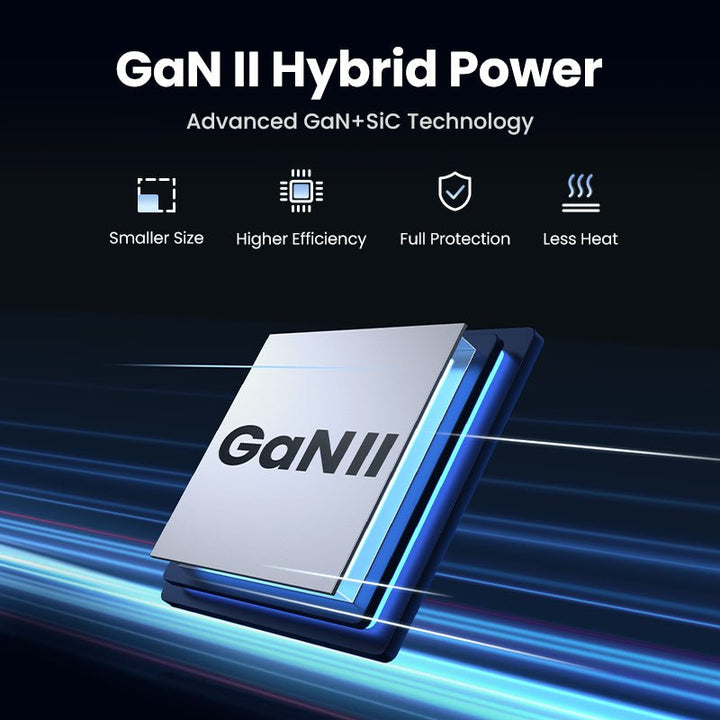 GaN II Hybrid Power
Advanced GaN+SiC Technology
Smaller Size
Higher Efficiency
Full Protection
Less Heat
GaNII